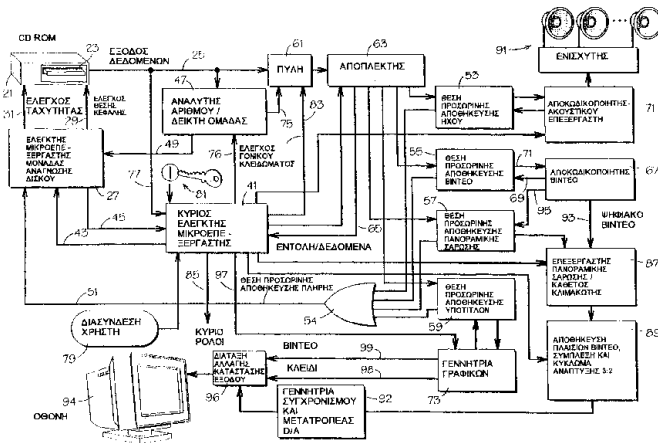 CD ROM
23
ΕΞΟΔΟΣ
ΔΕΔΟΜΕΝΩΝ
25
21
31
ΕΛΕΓΧΟΣ
ΤΑΧΥΤΗΤΑΣ
29
ΕΛΕΓΧΟΣ
ΘΕΣΗΣ
ΚΕΦΑΛΗΣ
47
ΑΝΑΛΥΤΗΣ
ΑΡΙΘΜΟΥ /
ΔΕΙΚΤΗ ΟΜΑΔΑΣ
61
ΠΥΛΗ
63
ΑΠΟΠΛΕΚΤΗΣ
91
ΕΝΙΣΧΥΤΗΣ
53
ΘΕΣΗ
ΠΡΟΣΩΡΙΝΗΣ
ΑΠΟΘΗΚΕΥΣΗΣ
ΗΧΟΥ
71
ΑΠΟΚΩΔΙΚΟΠΟΙΗΤΗΣ-
ΑΚΟΥΣΤΙΚΟΥ
ΕΠΕΞΕΡΓΑΣΤΗ
ΕΛΕΓΚΤΗΣ
ΜΙΚΡΟΕΠΕ-
ΞΕΡΓΑΣΤΗΣ
ΜΟΝΑΔΑΣ
ΑΝΑΓΝΩΣΗΣ
ΔΙΣΚΟΥ
27
49
75
76
ΕΛΕΓΧΟΣ
ΓΟΝΙΚΟΥ
ΚΛΕΙΔΩΜΑΤΟΣ
83
77
81
41
ΚΥΡΙΟΣ
ΕΛΕΓΚΤΗΣ
ΜΙΚΡΟΕΠΕ-
ΞΕΡΓΑΣΤΗΣ
45
43
55
ΘΕΣΗ
ΠΡΟΣΩΡΙΝΗΣ
ΑΠΟΘΗΚΕΥΣΗΣ
ΒΙΝΤΕΟ
71
69
95
67
ΑΠΟΚΩΔΙΚΟΠΟΙΗΤΗΣ
ΒΙΝΤΕΟ
93
ΨΗΦΙΑΚΟ
ΒΙΝΤΕΟ
57
ΘΕΣΗ
ΠΡΟΣΩΡΙΝΗΣ
ΑΠΟΘΗΚΕΥΣΗΣ
ΠΑΝΟΡΑΜΙΚΗΣ
ΣΑΡΩΣΗΣ
65
ΕΝΤΟΛΗ/ΔΕΔΟΜΕΝΑ
87
ΕΠΕΞΕΡΓΑΣΤΗΣ
ΠΑΝΟΡΑΜΙΚΗΣ
ΣΑΡΩΣΗΣ /
ΚΑΘΕΤΟΣ
ΚΛΙΜΑΚΩΤΗΣ
51
85
97
ΘΕΣΗ ΠΡΟΣΩΡΙΝΗΣ
ΑΠΟΘΗΚΕΥΣΗΣ ΠΛΗΡΗΣ
54
ΘΕΣΗ
ΠΡΟΣΩΡΙΝΗΣ
ΑΠΟΘΗΚΕΥΣΗΣ
ΥΠΟΤΙΤΛΩΝ
59
79
ΔΙΑΣΥΝΔΕΣΗ
ΧΡΗΣΤΗ
ΚΥΡΙΟ
ΡΟΛΟΙ
ΒΙΝΤΕΟ
99
ΚΛΕΙΔΙ
98
ΓΕΝΝΗΤΡΙΑ
ΓΡΑΦΙΚΩΝ
73
89
ΑΠΟΘΗΚΕΥΣΗ
ΠΛΑΙΣΙΟΥ ΒΙΝΤΕΟ,
ΣΥΜΠΛΕΞΗ ΚΑΙ
ΚΥΚΛΩΜΑ
ΑΝΑΠΤΥΞΗΣ 3:2
94
ΟΘΟΝΗ
ΔΙΑΤΑΞΗ
ΑΛΛΑΓΗΣ
ΚΑΤΑΣΤΑΣΗΣ
ΕΞΟΔΟΥ
96
ΓΕΝΝΗΤΡΙΑ
ΣΥΓΧΡΟΝΙΣΜΟΥ
ΚΑΙ
ΜΕΤΑΤΡΟΠΕΑΣ
D/A
92